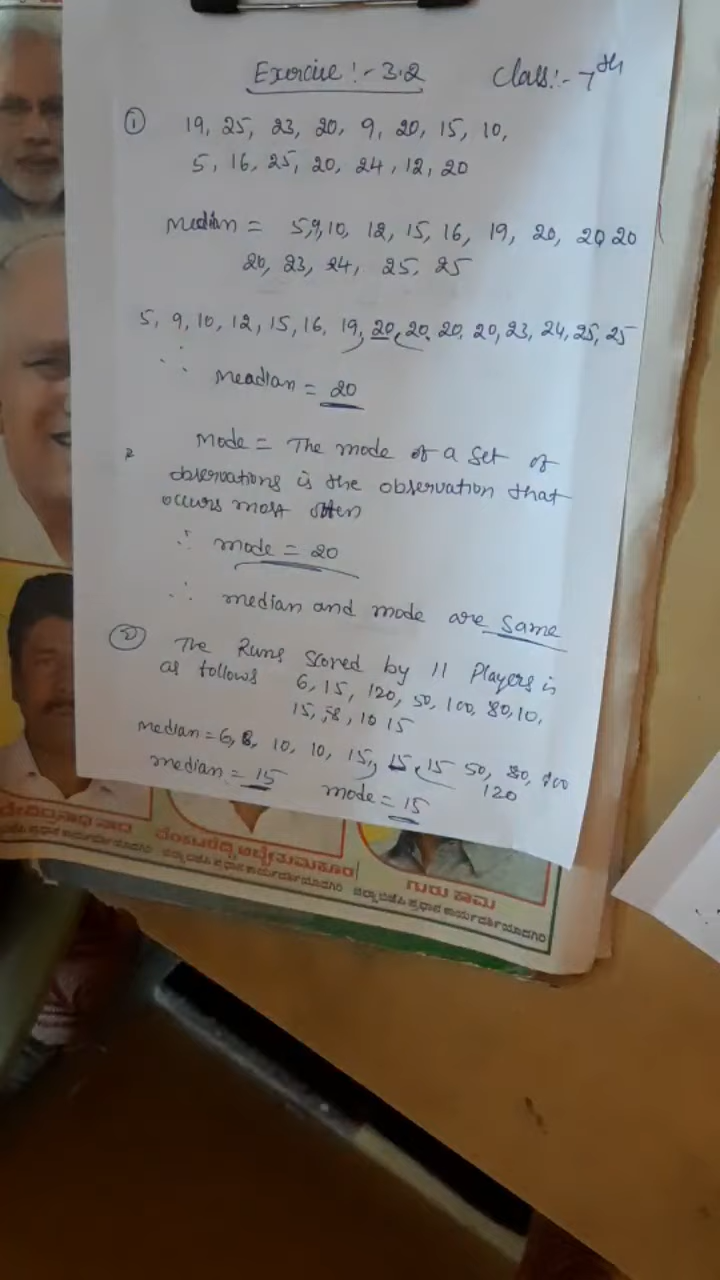 Exercise :- 3.2 Class :- 7th
① 19, 25, 23, 20, 9, 20, 15, 10,
5, 16, 25, 20, 24, 12, 20
Median = 5,9,10, 12, 15, 16, 19, 20, 20 20
20, 23, 24, 25, 25
5, 9, 10, 12, 15, 16, 19, 20, 20, 20, 20, 23, 24, 25, 25
∴ Meadian = 20
Mode = The mode of a set of
observations is the observation that
occurs most often
∴ mode = 20
∴ median and mode are same
② The Runs scored by 11 Players is
as follows 6, 15, 120, 50, 100, 80, 10,
15, 8, 10 15
median = 6, 8, 10, 10, 15, 15, 15 50, 80, 100
120
median = 15 mode = 15
ಗುರು ಕಾಮ